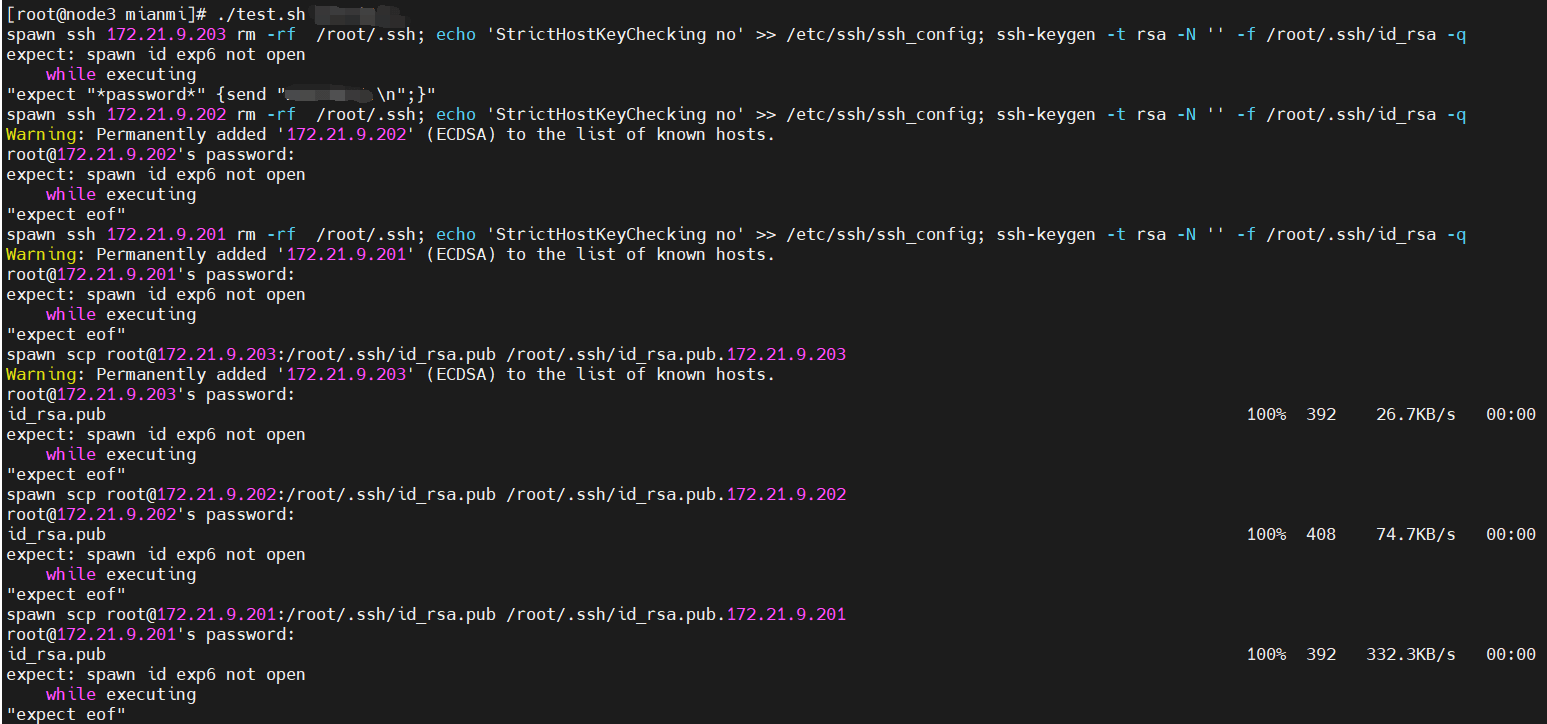 [root@node3 mianmi]# ./test.sh
spawn ssh 172.21.9.203 rm -rf  /root/.ssh; echo 'StrictHostKeyChecking no' >> /etc/ssh/ssh_config; ssh-keygen -t rsa -N '' -f /root/.ssh/id_rsa -q
expect: spawn id exp6 not open
    while executing
"expect "*password*" {send "\n";}"
spawn ssh 172.21.9.202 rm -rf  /root/.ssh; echo 'StrictHostKeyChecking no' >> /etc/ssh/ssh_config; ssh-keygen -t rsa -N '' -f /root/.ssh/id_rsa -q
Warning: Permanently added '172.21.9.202' (ECDSA) to the list of known hosts.
root@172.21.9.202's password:
expect: spawn id exp6 not open
    while executing
"expect eof"
spawn ssh 172.21.9.201 rm -rf  /root/.ssh; echo 'StrictHostKeyChecking no' >> /etc/ssh/ssh_config; ssh-keygen -t rsa -N '' -f /root/.ssh/id_rsa -q
Warning: Permanently added '172.21.9.201' (ECDSA) to the list of known hosts.
root@172.21.9.201's password:
expect: spawn id exp6 not open
    while executing
"expect eof"
spawn scp root@172.21.9.203:/root/.ssh/id_rsa.pub /root/.ssh/id_rsa.pub.172.21.9.203
Warning: Permanently added '172.21.9.203' (ECDSA) to the list of known hosts.
root@172.21.9.203's password:
id_rsa.pub 100% 392 26.7KB/s 00:00
expect: spawn id exp6 not open
    while executing
"expect eof"
spawn scp root@172.21.9.202:/root/.ssh/id_rsa.pub /root/.ssh/id_rsa.pub.172.21.9.202
root@172.21.9.202's password:
id_rsa.pub 100% 408 74.7KB/s 00:00
expect: spawn id exp6 not open
    while executing
"expect eof"
spawn scp root@172.21.9.201:/root/.ssh/id_rsa.pub /root/.ssh/id_rsa.pub.172.21.9.201
root@172.21.9.201's password:
id_rsa.pub 100% 392 332.3KB/s 00:00
expect: spawn id exp6 not open
    while executing
"expect eof"